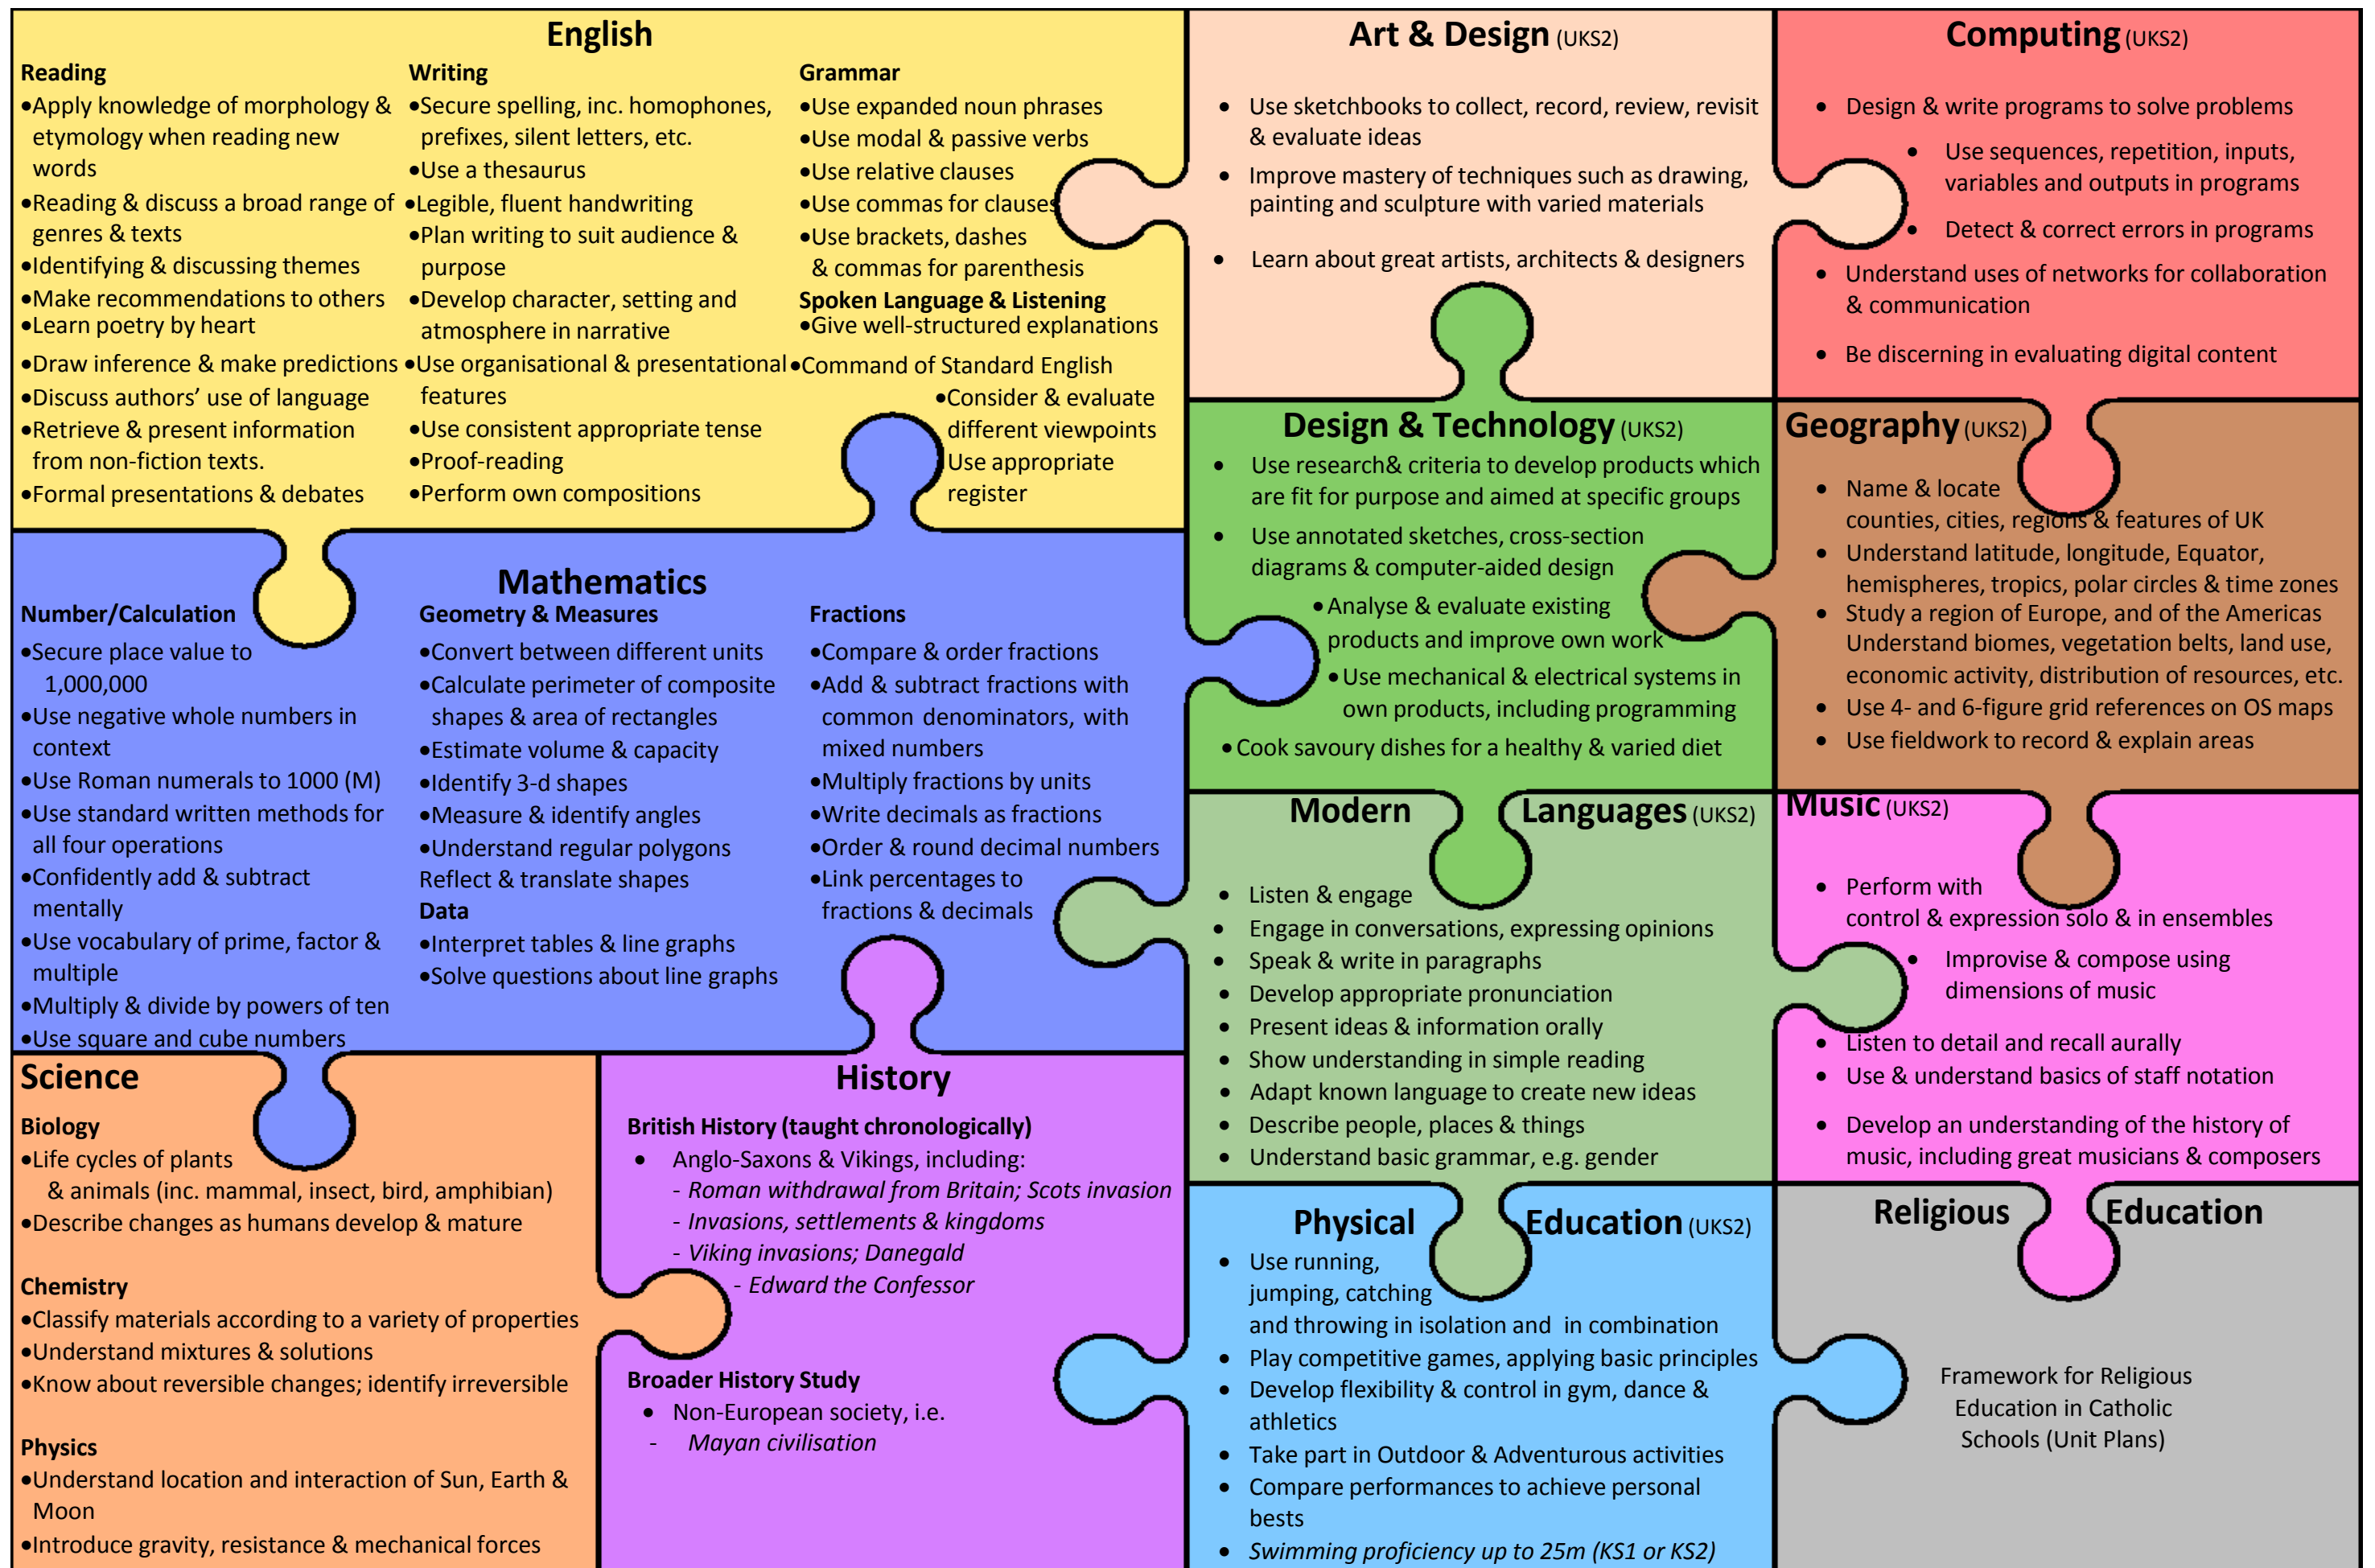 English
Reading
•Apply knowledge of morphology &
etymology when reading new
words
•Reading & discuss a broad range of
genres & texts
•Identifying & discussing themes
•Make recommendations to others
•Learn poetry by heart
•Draw inference & make predictions
•Discuss authors’ use of language
•Retrieve & present information
from non-fiction texts.
•Formal presentations & debates
Writing
•Secure spelling, inc. homophones,
prefixes, silent letters, etc.
•Use a thesaurus
•Legible, fluent handwriting
•Plan writing to suit audience &
purpose
•Develop character, setting and
atmosphere in narrative
•Use organisational & presentational
features
•Use consistent appropriate tense
•Proof-reading
•Perform own compositions
Grammar
•Use expanded noun phrases
•Use modal & passive verbs
•Use relative clauses
•Use commas for clauses
•Use brackets, dashes
& commas for parenthesis
Spoken Language & Listening
•Give well-structured explanations
•Command of Standard English
•Consider & evaluate
different viewpoints
Use appropriate
register
Art & Design (UKS2)
• Use sketchbooks to collect, record, review, revisit
& evaluate ideas
• Improve mastery of techniques such as drawing,
painting and sculpture with varied materials
• Learn about great artists, architects & designers
Computing (UKS2)
• Design & write programs to solve problems
• Use sequences, repetition, inputs,
variables and outputs in programs
• Detect & correct errors in programs
• Understand uses of networks for collaboration
& communication
• Be discerning in evaluating digital content
Mathematics
Number/Calculation
•Secure place value to
1,000,000
•Use negative whole numbers in
context
•Use Roman numerals to 1000 (M)
•Use standard written methods for
all four operations
•Confidently add & subtract
mentally
•Use vocabulary of prime, factor &
multiple
•Multiply & divide by powers of ten
•Use square and cube numbers
Geometry & Measures
•Convert between different units
•Calculate perimeter of composite
shapes & area of rectangles
•Estimate volume & capacity
•Identify 3-d shapes
•Measure & identify angles
•Understand regular polygons
Reflect & translate shapes
Data
•Interpret tables & line graphs
•Solve questions about line graphs
Fractions
•Compare & order fractions
•Add & subtract fractions with
common denominators, with
mixed numbers
•Multiply fractions by units
•Write decimals as fractions
•Order & round decimal numbers
•Link percentages to
fractions & decimals
Design & Technology (UKS2)
• Use research& criteria to develop products which
are fit for purpose and aimed at specific groups
• Use annotated sketches, cross-section
diagrams & computer-aided design
•Analyse & evaluate existing
products and improve own work
•Use mechanical & electrical systems in
own products, including programming
•Cook savoury dishes for a healthy & varied diet
Geography (UKS2)
• Name & locate
counties, cities, regions & features of UK
• Understand latitude, longitude, Equator,
hemispheres, tropics, polar circles & time zones
• Study a region of Europe, and of the Americas
Understand biomes, vegetation belts, land use,
economic activity, distribution of resources, etc.
• Use 4- and 6-figure grid references on OS maps
• Use fieldwork to record & explain areas
Modern Languages (UKS2)
• Listen & engage
• Engage in conversations, expressing opinions
• Speak & write in paragraphs
• Develop appropriate pronunciation
• Present ideas & information orally
• Show understanding in simple reading
• Adapt known language to create new ideas
• Describe people, places & things
• Understand basic grammar, e.g. gender
Music (UKS2)
• Perform with
control & expression solo & in ensembles
• Improvise & compose using
dimensions of music
• Listen to detail and recall aurally
• Use & understand basics of staff notation
• Develop an understanding of the history of
music, including great musicians & composers
Science
Biology
•Life cycles of plants
& animals (inc. mammal, insect, bird, amphibian)
•Describe changes as humans develop & mature
Chemistry
•Classify materials according to a variety of properties
•Understand mixtures & solutions
•Know about reversible changes; identify irreversible
Physics
•Understand location and interaction of Sun, Earth &
Moon
•Introduce gravity, resistance & mechanical forces
History
British History (taught chronologically)
• Anglo-Saxons & Vikings, including:
- Roman withdrawal from Britain; Scots invasion
- Invasions, settlements & kingdoms
- Viking invasions; Danegald
- Edward the Confessor
Broader History Study
• Non-European society, i.e.
- Mayan civilisation
Physical Education (UKS2)
• Use running,
jumping, catching
and throwing in isolation and in combination
• Play competitive games, applying basic principles
• Develop flexibility & control in gym, dance &
athletics
• Take part in Outdoor & Adventurous activities
• Compare performances to achieve personal
bests
• Swimming proficiency up to 25m (KS1 or KS2)
Religious Education
Framework for Religious
Education in Catholic
Schools (Unit Plans)